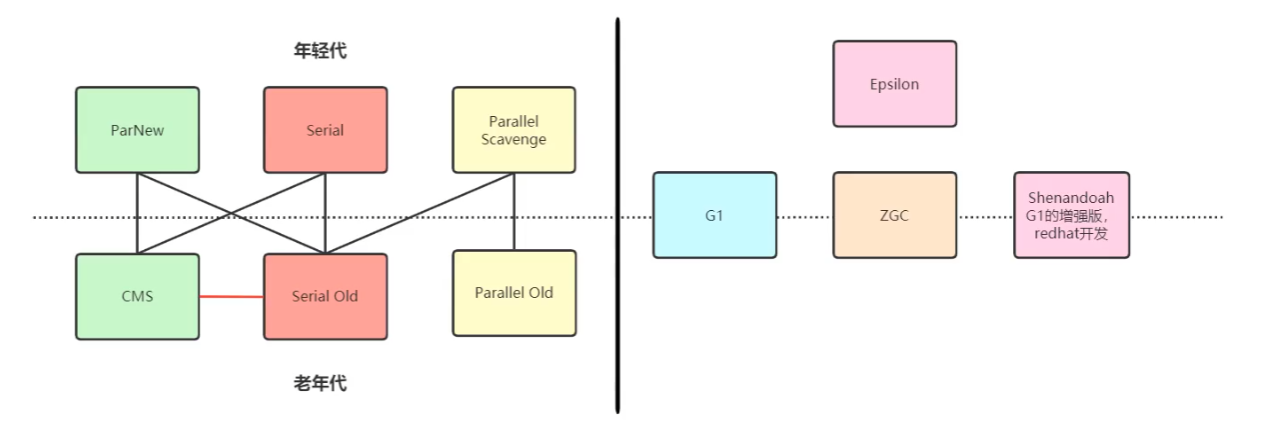 年轻代
ParNew
Serial
Parallel
Scavenge
CMS
Serial Old
Parallel Old
老年代
Epsilon
G1
ZGC
Shenandoah
G1的增强版，
redhat开发